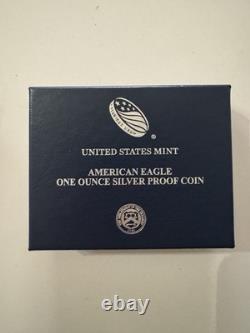 UNITED STATES MINT
AMERICAN EAGLE
ONE OUNCE SILVER PROOF COIN